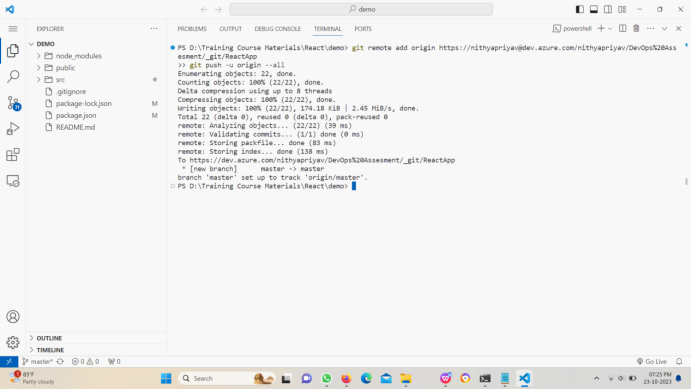 demo
EXPLORER
DEMO
node_modules
public
src
.gitignore
package-lock.json M
package.json M
README.md
OUTLINE
TIMELINE
PROBLEMS OUTPUT DEBUG CONSOLE TERMINAL PORTS
powershell
PS D:\Training Course Materials\React\demo> git remote add origin https://nithyapriyav@dev.azure.com/nithyapriyav/DevOps%20Ass
esment/_git/ReactApp
>> git push -u origin --all
Enumerating objects: 22, done.
Counting objects: 100% (22/22), done.
Delta compression using up to 8 threads
Compressing objects: 100% (22/22), done.
Writing objects: 100% (22/22), 174.18 KiB | 2.45 MiB/s, done.
Total 22 (delta 0), reused 0 (delta 0), pack-reused 0
remote: Analyzing objects... (22/22) (39 ms)
remote: Validating commits... (1/1) done (0 ms)
remote: Storing packfile... done (83 ms)
remote: Storing index... done (138 ms)
To https://dev.azure.com/nithyapriyav/DevOps%20Assesment/_git/ReactApp
* [new branch] master -> master
branch 'master' set up to track 'origin/master'.
PS D:\Training Course Materials\React\demo>
master* 0 0 0 Go Live
85°F
Partly cloudy
Search
07:25 PM
23-10-2023